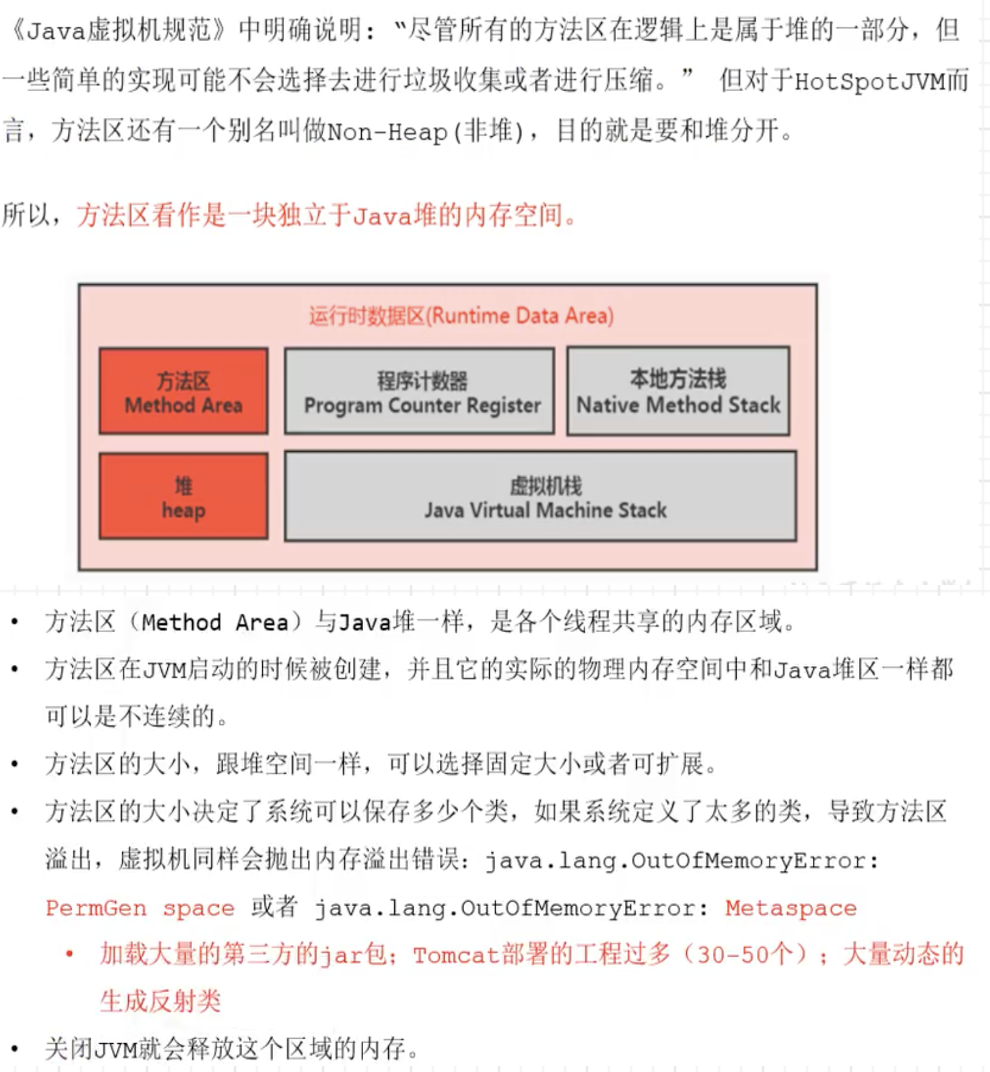 《Java虚拟机规范》中明确说明：“尽管所有的方法区在逻辑上是属于堆的一部分，但
一些简单的实现可能不会选择去进行垃圾收集或者进行压缩。” 但对于HotSpotJVM而
言，方法区还有一个别名叫做Non-Heap(非堆)，目的就是要和堆分开。
所以，方法区看作是一块独立于Java堆的内存空间。
运行时数据区(Runtime Data Area)
方法区
Method Area
程序计数器
Program Counter Register
本地方法栈
Native Method Stack
堆
heap
虚拟机栈
Java Virtual Machine Stack
• 方法区（Method Area）与Java堆一样，是各个线程共享的内存区域。
• 方法区在JVM启动的时候被创建，并且它的实际的物理内存空间中和Java堆区一样都
可以是不连续的。
• 方法区的大小，跟堆空间一样，可以选择固定大小或者可扩展。
• 方法区的大小决定了系统可以保存多少个类，如果系统定义了太多的类，导致方法区
溢出，虚拟机同样会抛出内存溢出错误：java.lang.OutOfMemoryError:
PermGen space 或者 java.lang.OutOfMemoryError: Metaspace
• 加载大量的第三方的jar包；Tomcat部署的工程过多（30-50个）；大量动态的
生成反射类
• 关闭JVM就会释放这个区域的内存。